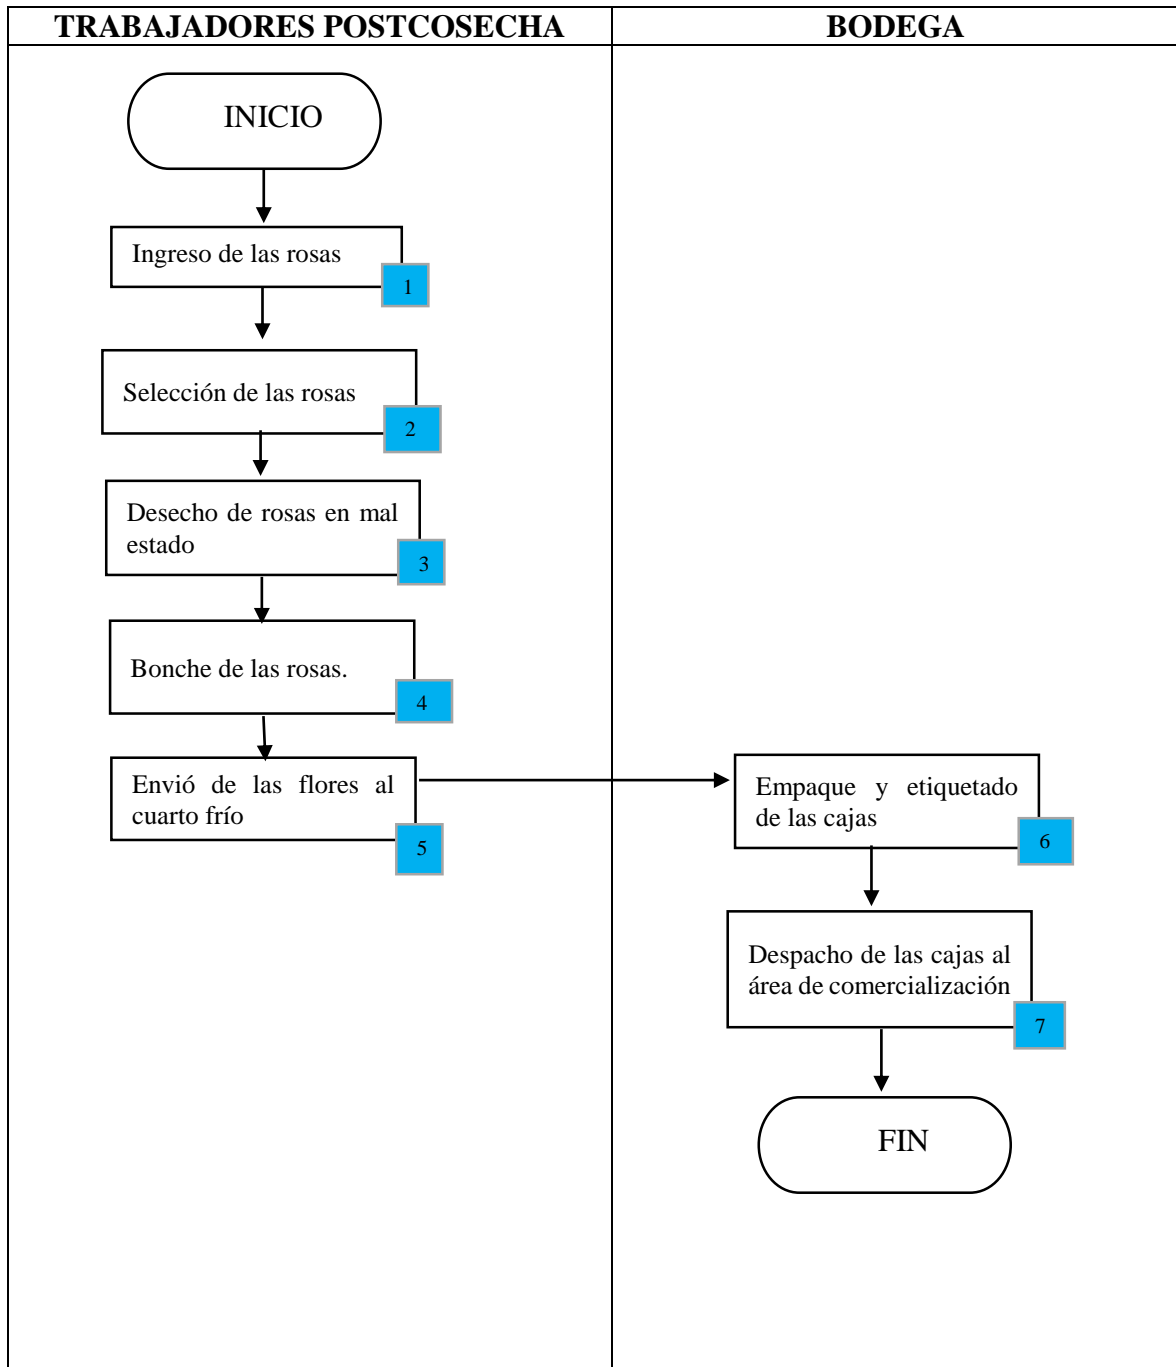 TRABAJADORES POSTCOSECHA
BODEGA
INICIO
Ingreso de las rosas
1
Selección de las rosas
2
Desecho de rosas en mal
estado
3
Bonche de las rosas.
4
Envió de las flores al
cuarto frío
5
Empaque y etiquetado
de las cajas
6
Despacho de las cajas al
área de comercialización
7
FIN